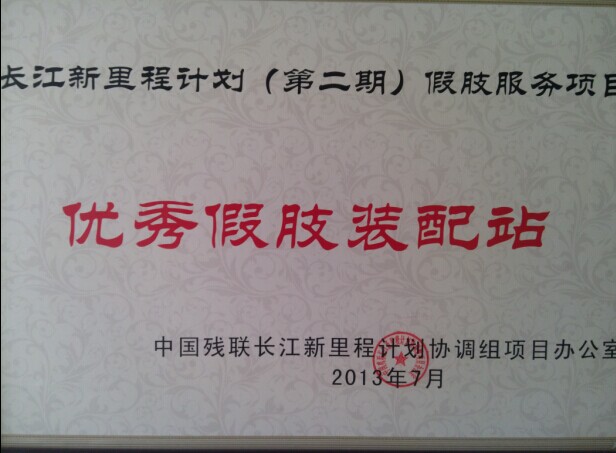 长江新里程计划（第二期）假肢服务项目
优秀假肢装配站
中国残联长江新里程计划协调组项目办公室
2013年7月